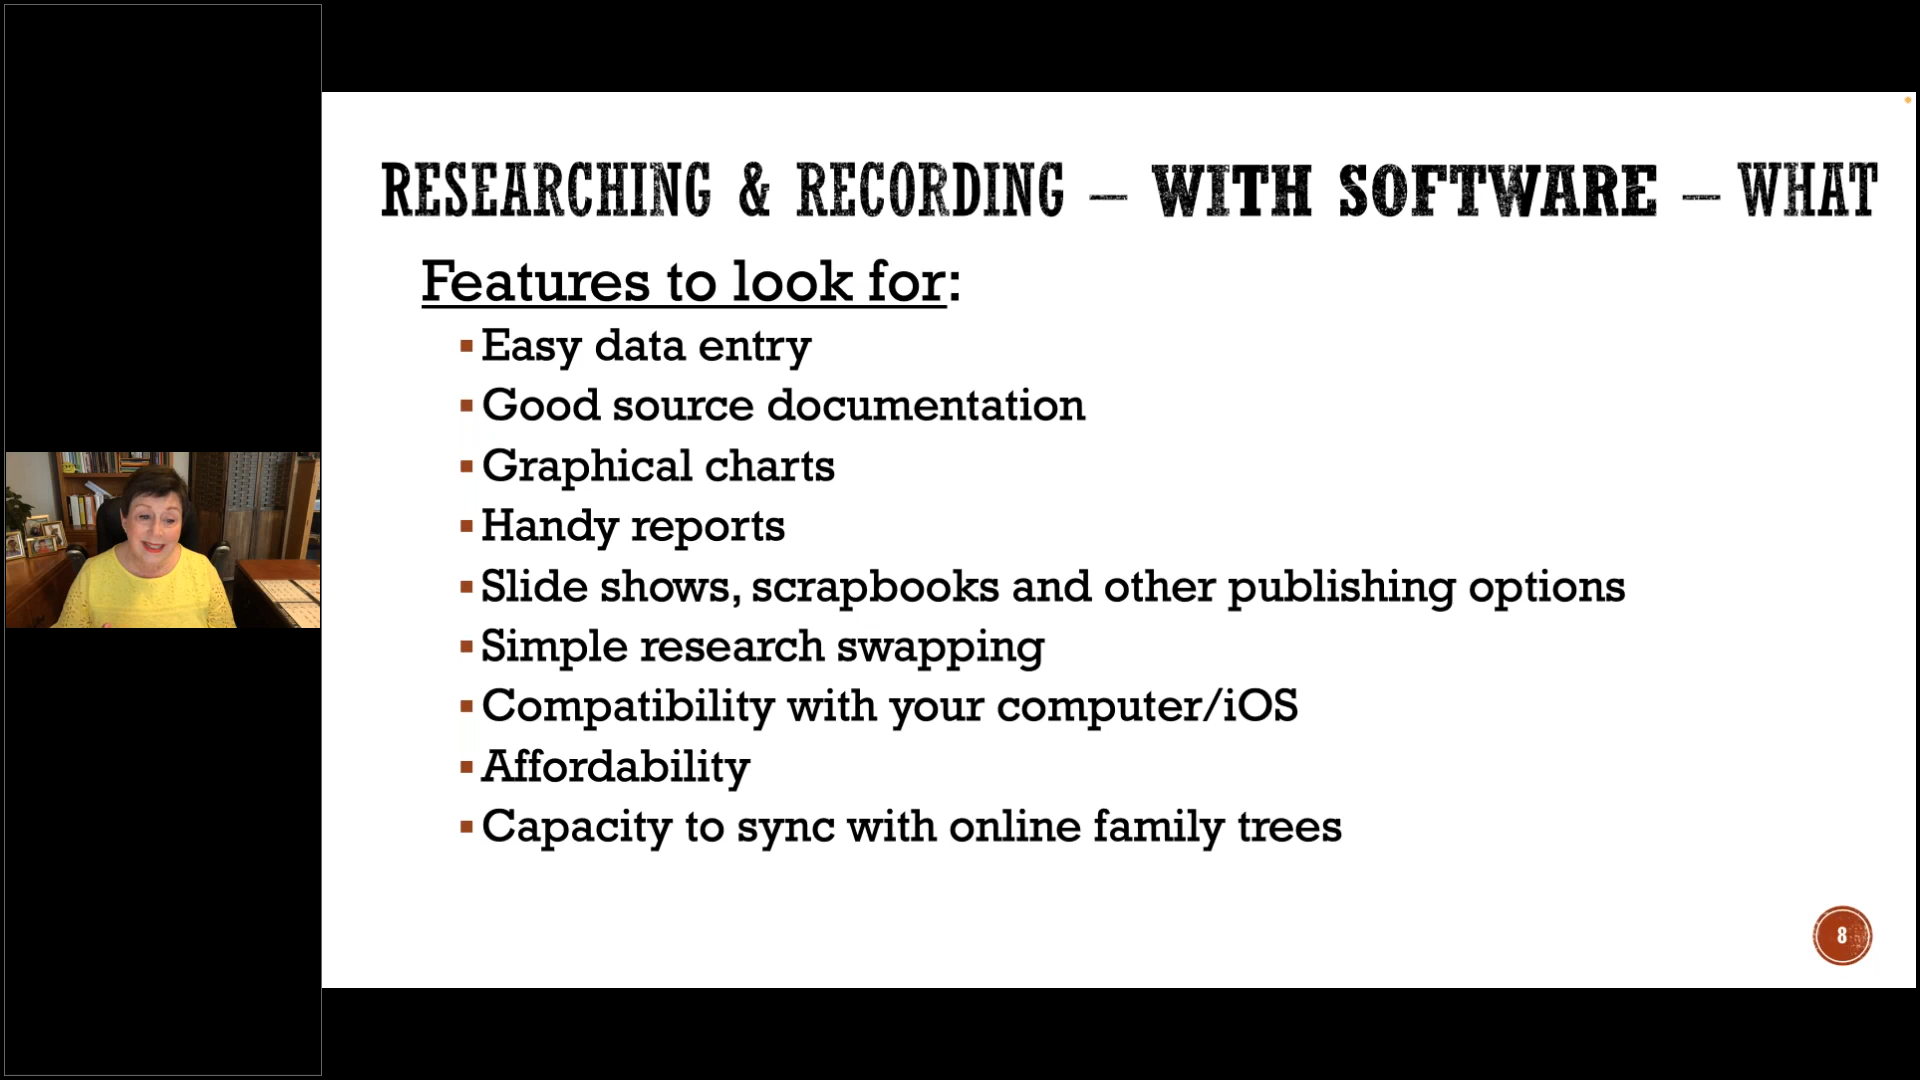 RESEARCHING & RECORDING – WITH SOFTWARE – WHAT
Features to look for:
▪Easy data entry
▪Good source documentation
▪Graphical charts
▪Handy reports
▪Slide shows, scrapbooks and other publishing options
▪Simple research swapping
▪Compatibility with your computer/iOS
▪Affordability
▪Capacity to sync with online family trees
8